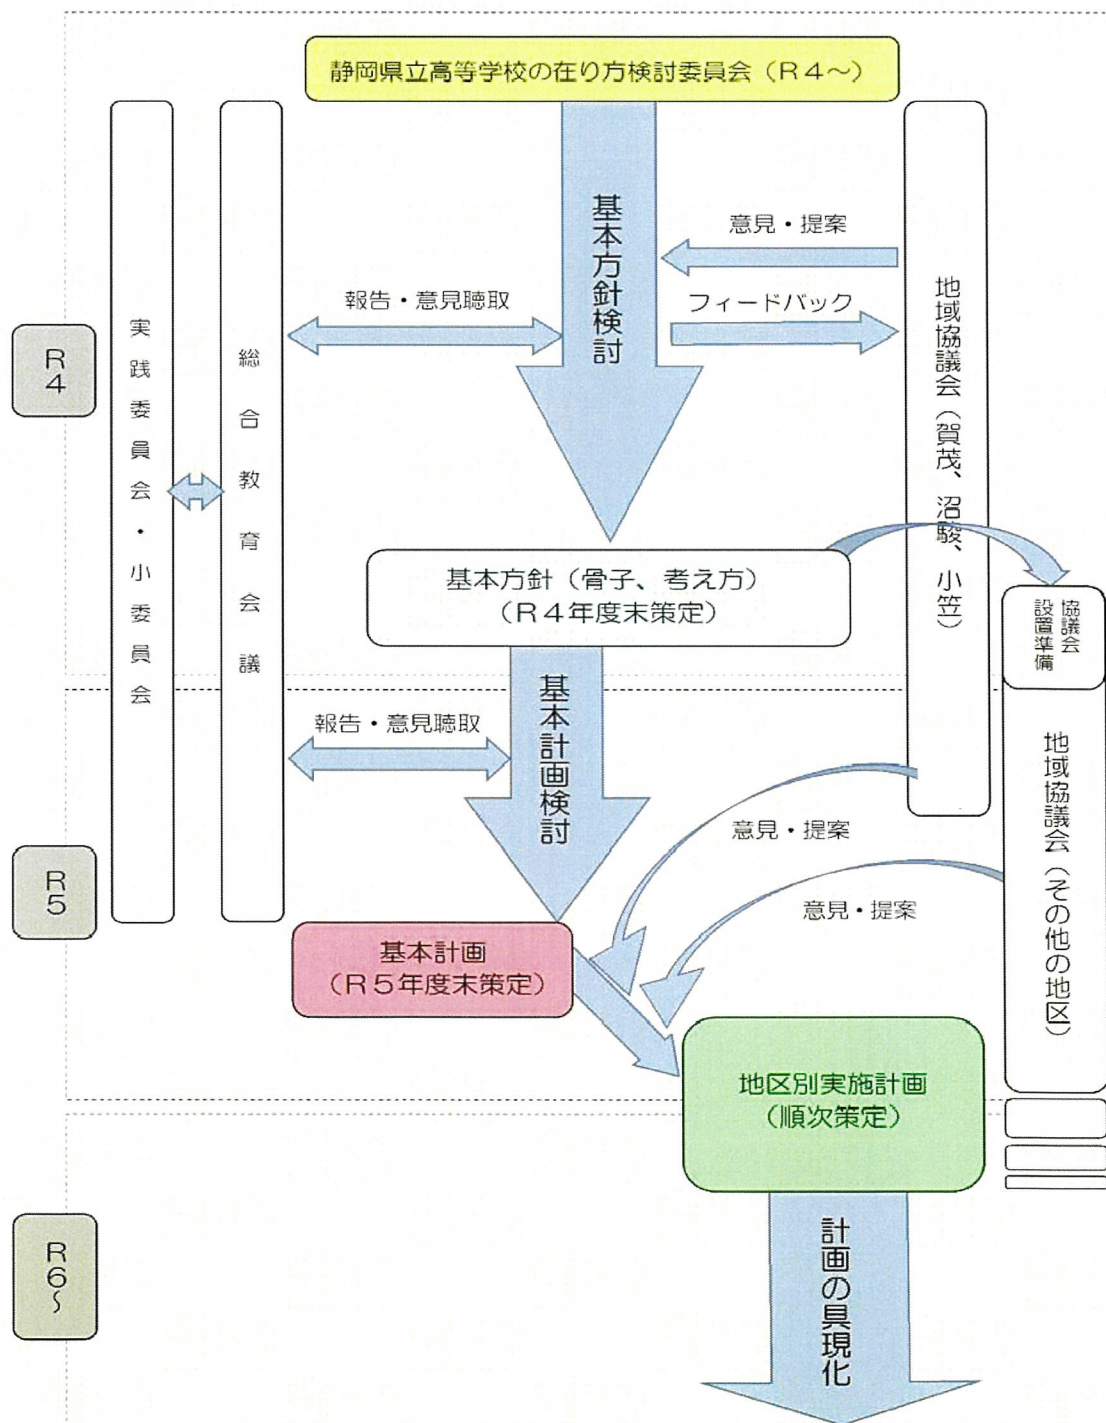 静岡県立高等学校の在り方検討委員会（R４～）
R4
実践委員会・小委員会
総合教育会議
報告・意見聴取
基本方針検討
意見・提案
フィードバック
地域協議会（賀茂、沼駿、小笠）
基本方針（骨子、考え方）
（R４年度末策定）
協議会
設置準備
R5
報告・意見聴取
基本計画検討
意見・提案
意見・提案
地域協議会（その他の地区）
基本計画
（R５年度末策定）
地区別実施計画
（順次策定）
R6～
計画の具現化